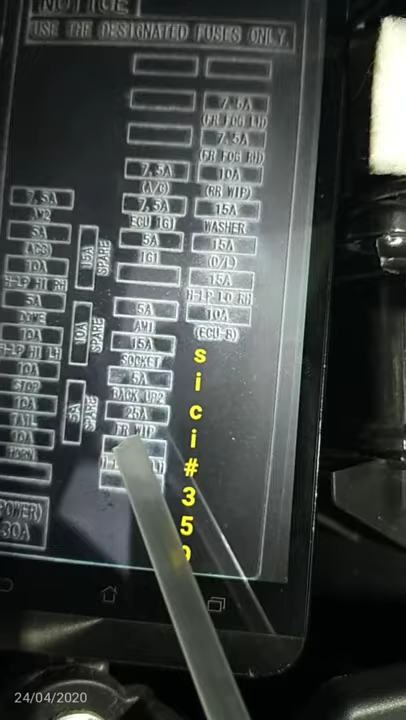 NOTICE
USE THE DESIGNATED FUSES ONLY.
7.5A
(FR FOG LH)
7.5A
(FR FOG RH)
7.5A
(A/C)
10A
(RR WIP)
7.5A
ECU IG1
15A
WASHER
5A
IG1
15A
(D/L)
15A
H-LP LO RH
10A
(ECU-B)
5A
AM1
15A
SOCKET
5A
BACK UP2
25A
FR WIP
7.5A
AM2
5A
(ACC)
10A
H-LP HI RH
5A
DOME
10A
H-LP HI LH
10A
STOP
10A
TAIL
10A
HORN
(POWER)
30A
15A
SPARE
10A
SPARE
SPARE
sici#350
24/04/2020